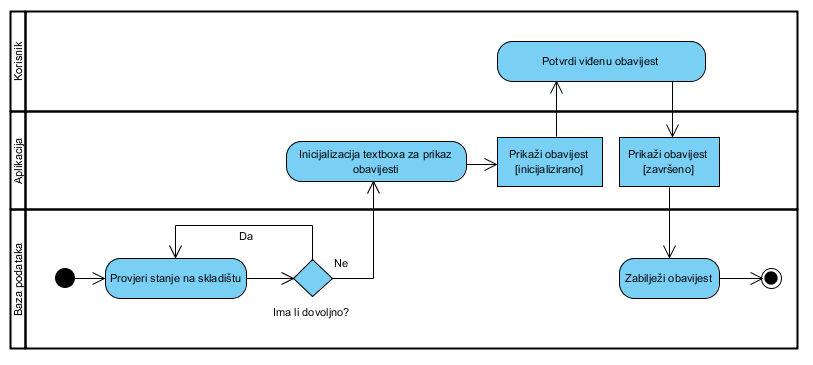 Korisnik
Potvrdi viđenu obavijest
Aplikacija
Inicijalizacija textboxa za prikaz
obavijesti
Prikaži obavijest
[inicijalizirano]
Prikaži obavijest
[završeno]
Baza podataka
Da
Provjeri stanje na skladištu
Ne
Ima li dovoljno?
Zabilježi obavijest